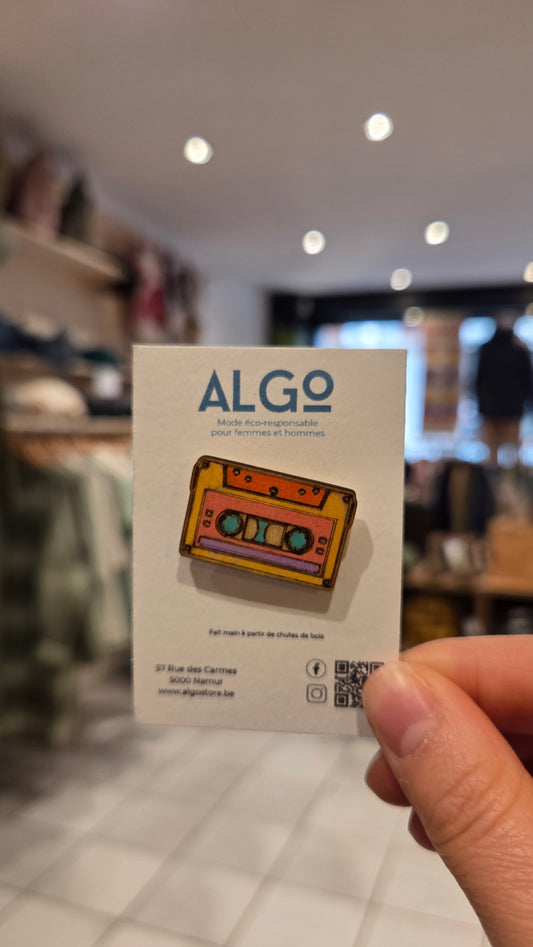 ALGO
Mode éco-responsable
pour femmes et hommes
Fait main à partir de chutes de bois
57 Rue des Carmes
5000 Namur
www.algostore.be